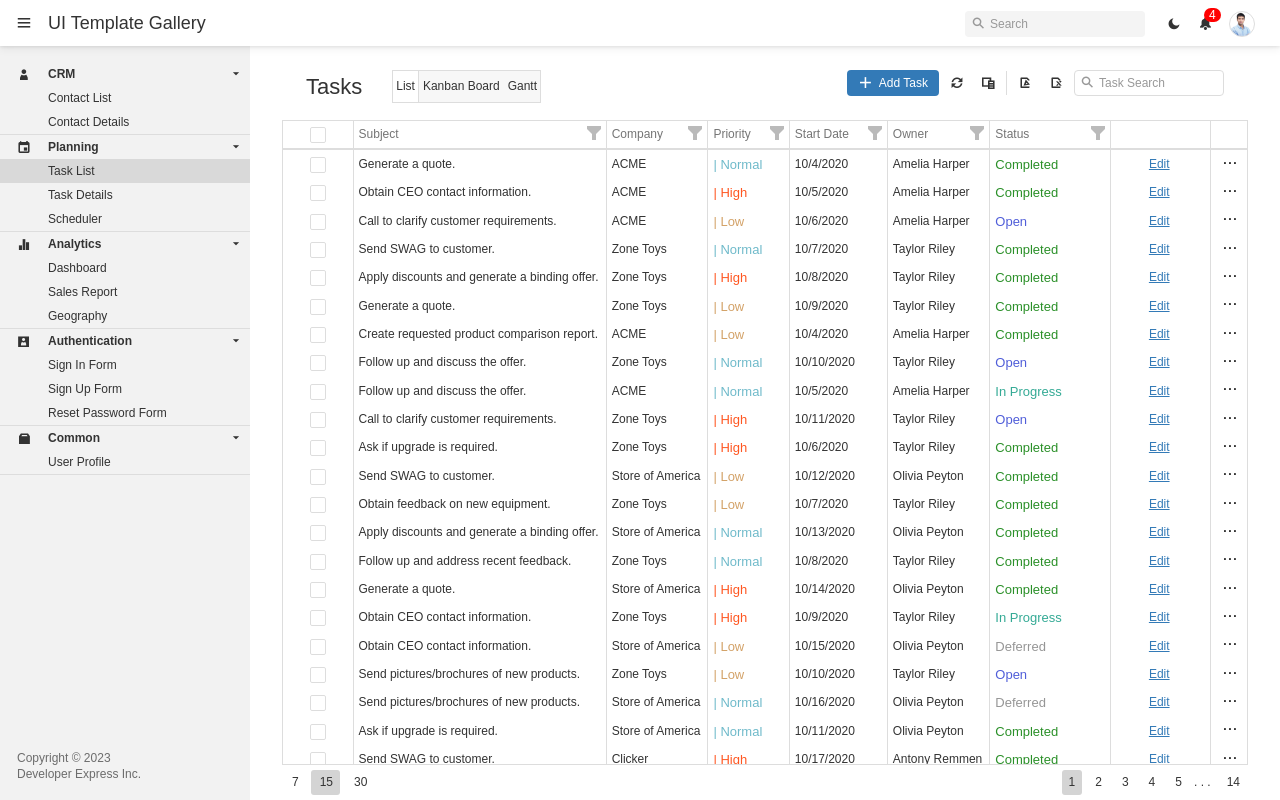 UI Template Gallery
Search
4
CRM
Contact List
Contact Details
Planning
Task List
Task Details
Scheduler
Analytics
Dashboard
Sales Report
Geography
Authentication
Sign In Form
Sign Up Form
Reset Password Form
Common
User Profile
Copyright © 2023
Developer Express Inc.
Tasks List Kanban Board Gantt Add Task Task Search
Subject Company Priority Start Date Owner Status
Generate a quote. ACME | Normal 10/4/2020 Amelia Harper Completed Edit ...
Obtain CEO contact information. ACME | High 10/5/2020 Amelia Harper Completed Edit ...
Call to clarify customer requirements. ACME | Low 10/6/2020 Amelia Harper Open Edit ...
Send SWAG to customer. Zone Toys | Normal 10/7/2020 Taylor Riley Completed Edit ...
Apply discounts and generate a binding offer. Zone Toys | High 10/8/2020 Taylor Riley Completed Edit ...
Generate a quote. Zone Toys | Low 10/9/2020 Taylor Riley Completed Edit ...
Create requested product comparison report. ACME | Low 10/4/2020 Amelia Harper Completed Edit ...
Follow up and discuss the offer. Zone Toys | Normal 10/10/2020 Taylor Riley Open Edit ...
Follow up and discuss the offer. ACME | Normal 10/5/2020 Amelia Harper In Progress Edit ...
Call to clarify customer requirements. Zone Toys | High 10/11/2020 Taylor Riley Open Edit ...
Ask if upgrade is required. Zone Toys | High 10/6/2020 Taylor Riley Completed Edit ...
Send SWAG to customer. Store of America | Low 10/12/2020 Olivia Peyton Completed Edit ...
Obtain feedback on new equipment. Zone Toys | Low 10/7/2020 Taylor Riley Completed Edit ...
Apply discounts and generate a binding offer. Store of America | Normal 10/13/2020 Olivia Peyton Completed Edit ...
Follow up and address recent feedback. Zone Toys | Normal 10/8/2020 Taylor Riley Completed Edit ...
Generate a quote. Store of America | High 10/14/2020 Olivia Peyton Completed Edit ...
Obtain CEO contact information. Zone Toys | High 10/9/2020 Taylor Riley In Progress Edit ...
Obtain CEO contact information. Store of America | Low 10/15/2020 Olivia Peyton Deferred Edit ...
Send pictures/brochures of new products. Zone Toys | Low 10/10/2020 Taylor Riley Open Edit ...
Send pictures/brochures of new products. Store of America | Normal 10/16/2020 Olivia Peyton Deferred Edit ...
Ask if upgrade is required. Store of America | Normal 10/11/2020 Olivia Peyton Completed Edit ...
Send SWAG to customer. Clicker | High 10/17/2020 Antony Remmen Completed Edit ...
7 15 30 1 2 3 4 5 . . . 14